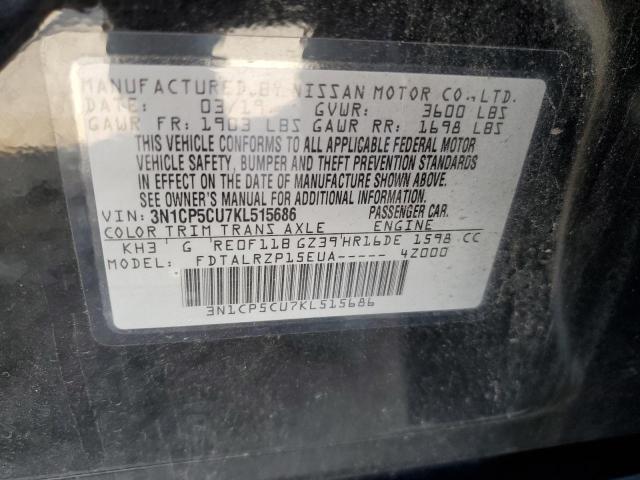 MANUFACTURED BY NISSAN MOTOR CO.,LTD.
DATE: 03/19 GVWR: 3600 LBS
GAWR FR: 1903 LBS GAWR RR: 1698 LBS
THIS VEHICLE CONFORMS TO ALL APPLICABLE FEDERAL MOTOR
VEHICLE SAFETY, BUMPER AND THEFT PREVENTION STANDARDS
IN EFFECT ON THE DATE OF MANUFACTURE SHOWN ABOVE.
SEE OWNER'S MANUAL FOR ADDITIONAL INFORMATION.
VIN: 3N1CP5CU7KL515686 PASSENGER CAR.
COLOR TRIM TRANS AXLE ENGINE
KH3 G RE0F11B GZ39 HR16DE 1598 CC
MODEL: FDTALRZP15EUA----- 4Z000
3N1CP5CU7KL515686